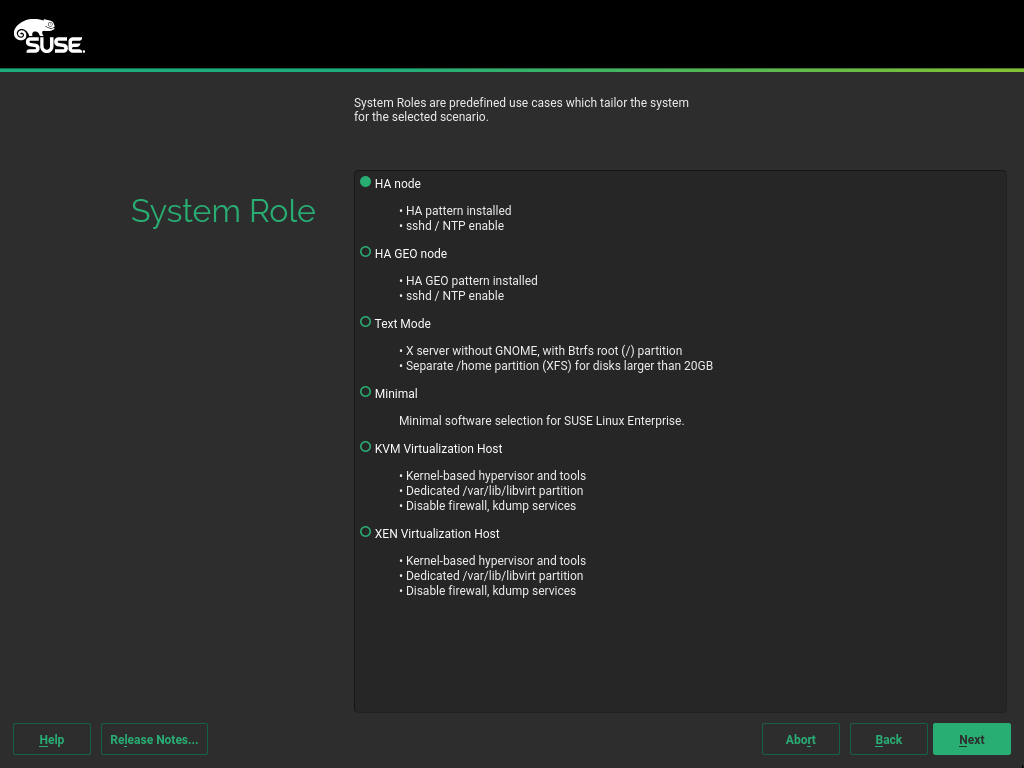 SUSE.
System Roles are predefined use cases which tailor the system
for the selected scenario.
System Role
HA node
• HA pattern installed
• sshd / NTP enable
HA GEO node
• HA GEO pattern installed
• sshd / NTP enable
Text Mode
• X server without GNOME, with Btrfs root (/) partition
• Separate /home partition (XFS) for disks larger than 20GB
Minimal
Minimal software selection for SUSE Linux Enterprise.
KVM Virtualization Host
• Kernel-based hypervisor and tools
• Dedicated /var/lib/libvirt partition
• Disable firewall, kdump services
XEN Virtualization Host
• Kernel-based hypervisor and tools
• Dedicated /var/lib/libvirt partition
• Disable firewall, kdump services
Help
Release Notes...
Abort
Back
Next